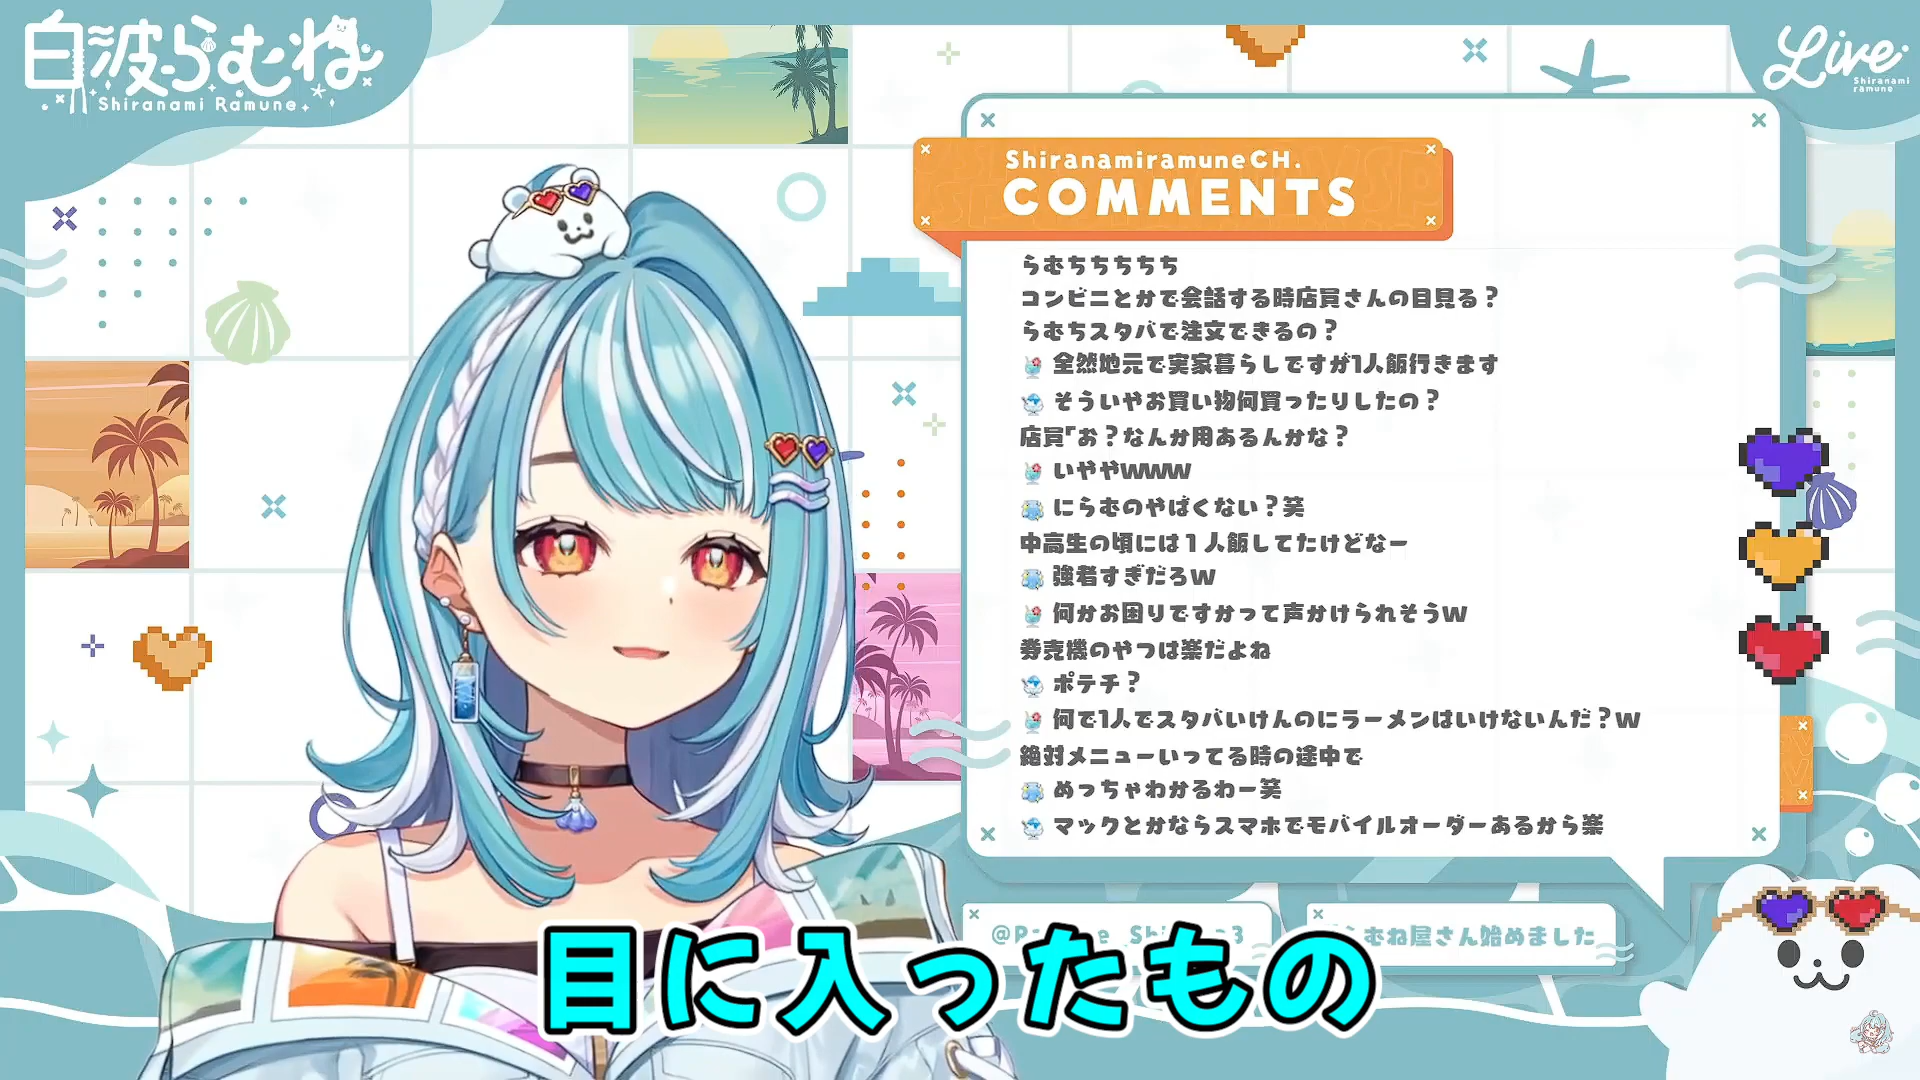 白波らむね
Shiranami Ramune
Live
Shiranami
ramune
ShiranamiramuneCH.
COMMENTS
らむちちちちち
コンビニとかで会話する時店員さんの目見る？
らむちスタバで注文できるの？
全然地元で実家暮らしですが1人飯行きます
そういやお買い物何買ったりしたの？
店員「お？なんか用あるんかな？
いややwww
にらむのやばくない？笑
中高生の頃には１人飯してたけどなー
強者すぎだろw
何かお困りですかって声かけられそうw
券売機のやつは楽だよね
ポテチ？
何で1人でスタバいけんのにラーメンはいけないんだ？w
絶対メニューいってる時の途中で
めっちゃわかるわー笑
マックとかならスマホでモバイルオーダーあるから楽
むね屋さん始めました
目に入ったもの